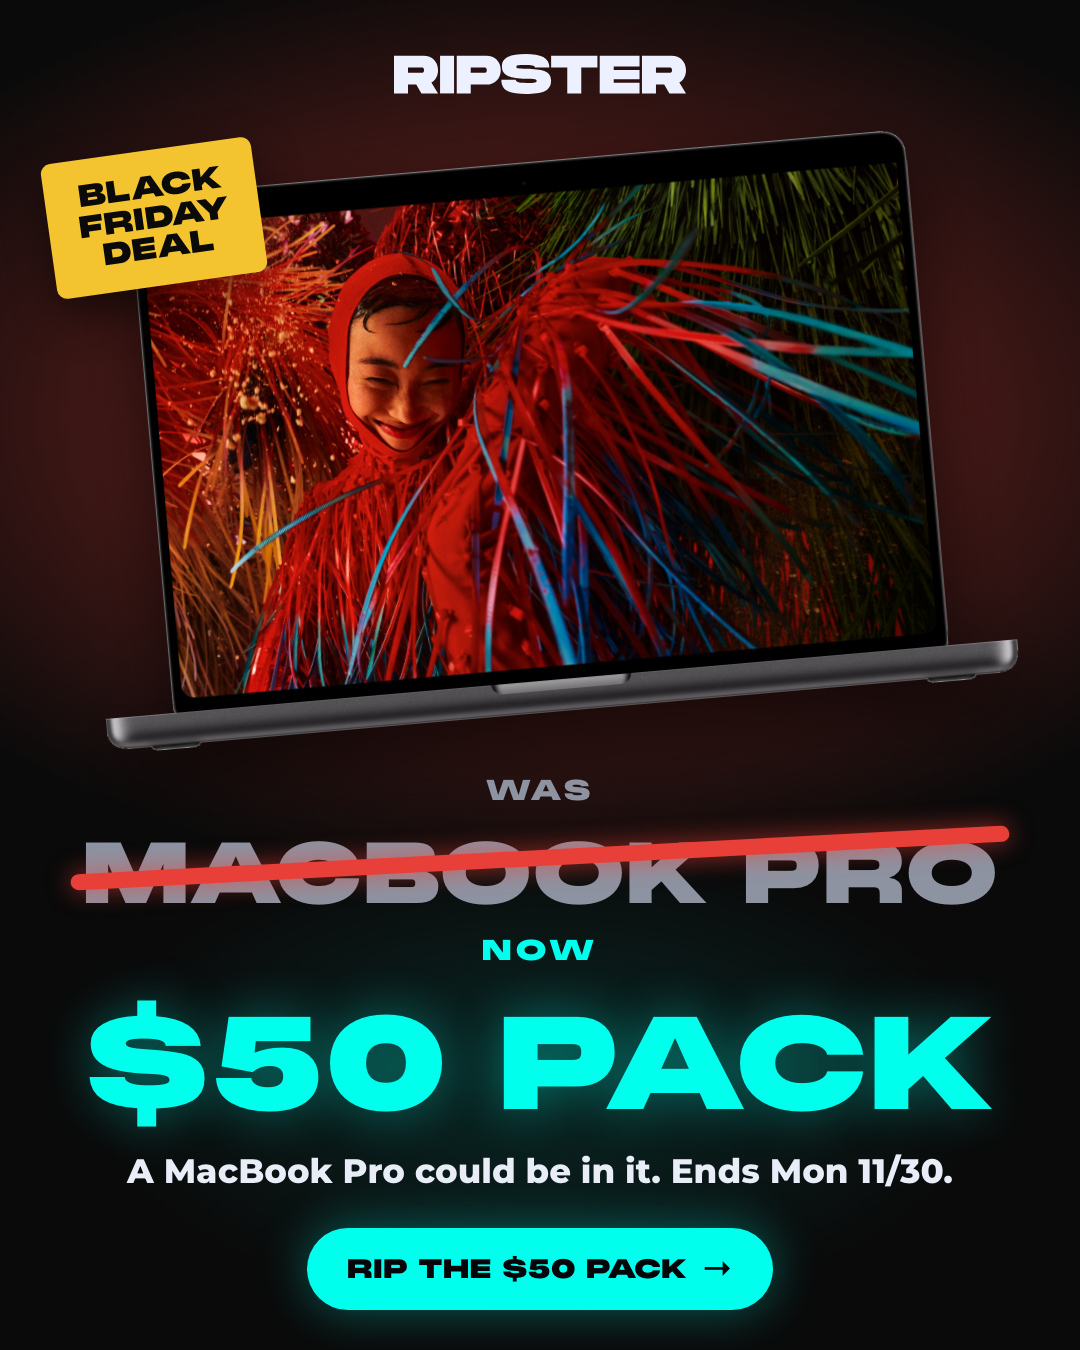 RIPSTER
BLACK
FRIDAY
DEAL
WAS
MACBOOK PRO
NOW
$50 PACK
A MacBook Pro could be in it. Ends Mon 11/30.
RIP THE $50 PACK →